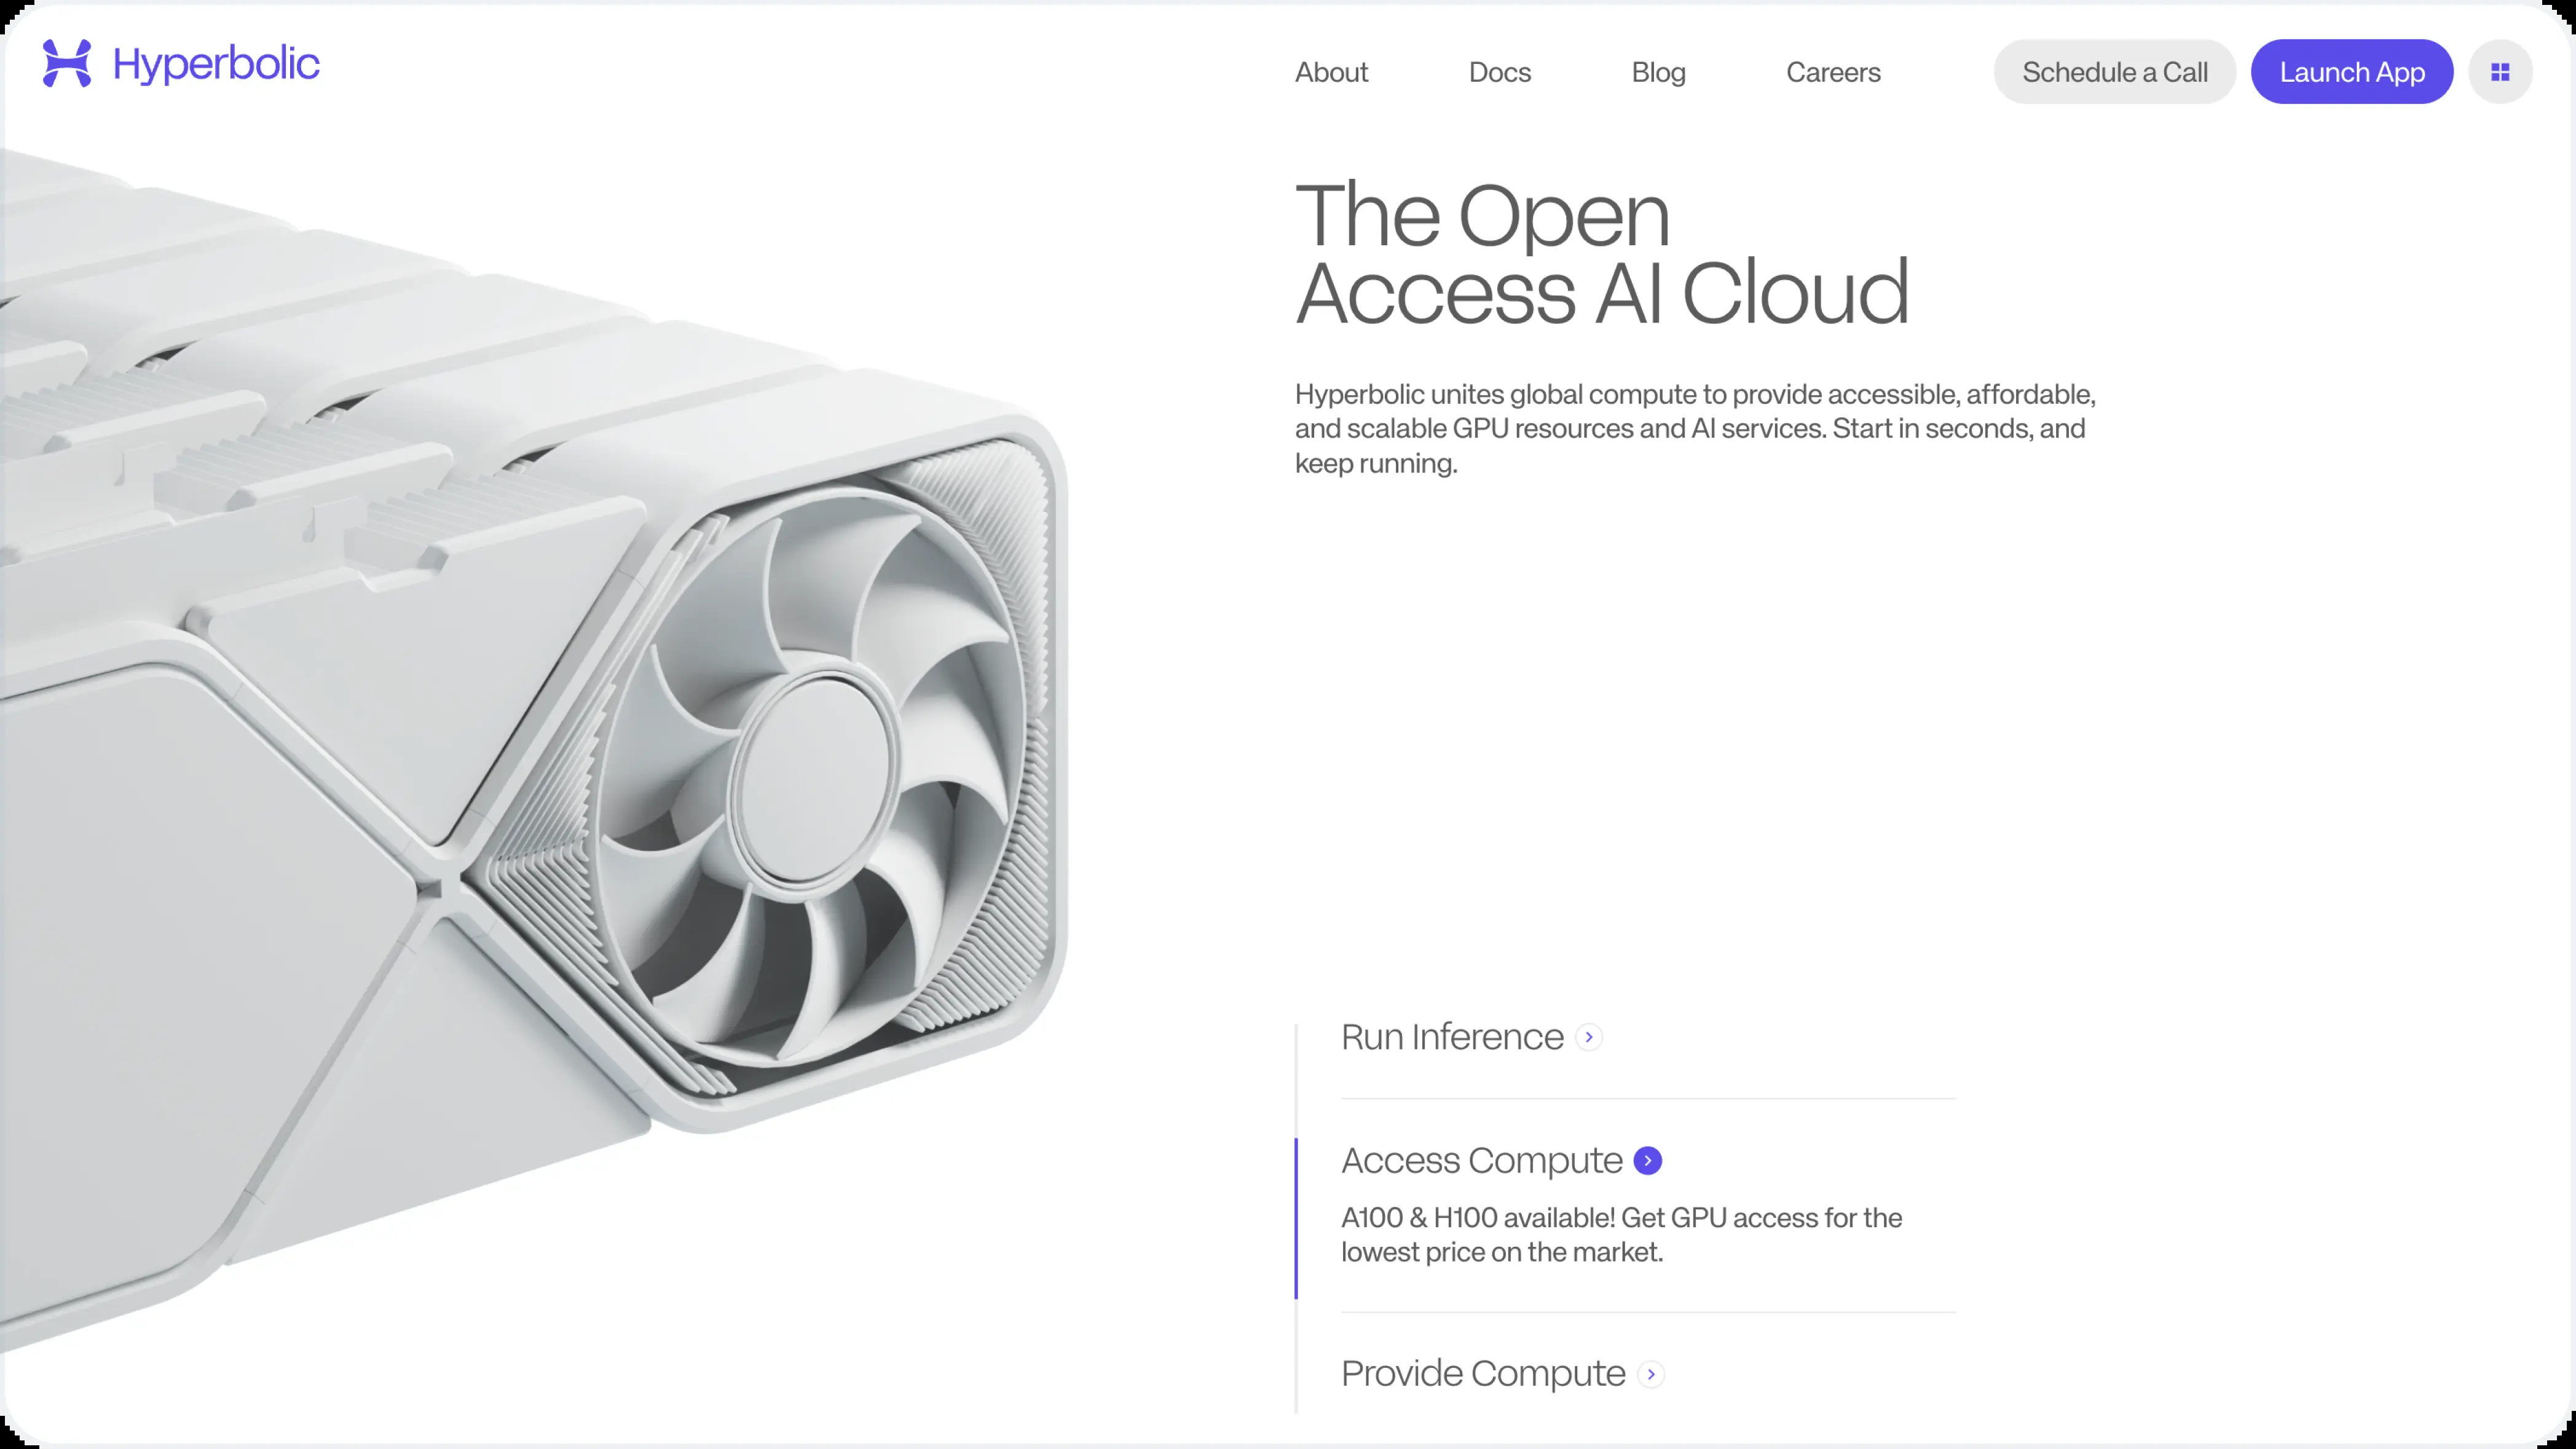 Hyperbolic
About
Docs
Blog
Careers
Schedule a Call
Launch App
The Open
Access AI Cloud
Hyperbolic unites global compute to provide accessible, affordable,
and scalable GPU resources and AI services. Start in seconds, and
keep running.
Run Inference
Access Compute
A100 & H100 available! Get GPU access for the
lowest price on the market.
Provide Compute